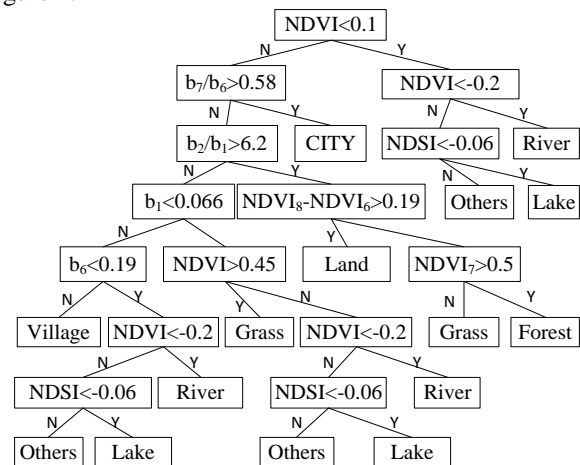 NDVI<0.1
N Y
b7/b6>0.58 NDVI<-0.2
N Y N Y
b2/b1>6.2 CITY NDSI<-0.06 River
N Y N Y
b1<0.066 NDVI8-NDVI6>0.19 Others Lake
N Y
b6<0.19 NDVI>0.45 Land NDVI7>0.5
N Y Y N N Y
Village NDVI<-0.2 Grass NDVI<-0.2 Grass Forest
N Y N Y
NDSI<-0.06 River NDSI<-0.06 River
N Y N Y
Others Lake Others Lake